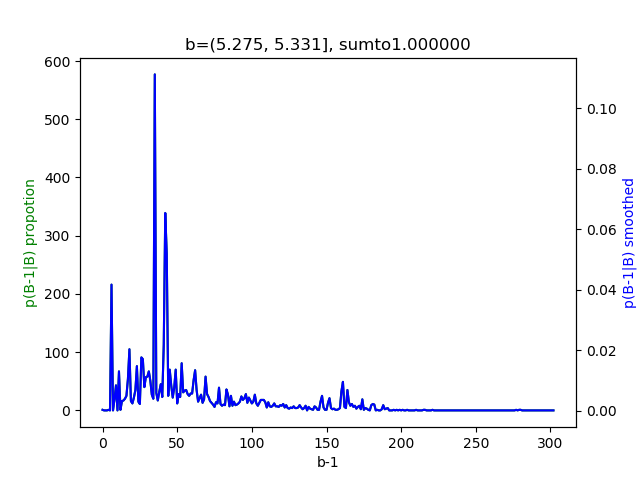 b=(5.275, 5.331], sumto1.000000
600
500
400
300
200
100
0
p(B-1|B) propotion
0.10
0.08
0.06
0.04
0.02
0.00
p(B-1|B) smoothed
0 50 100 150 200 250 300
b-1